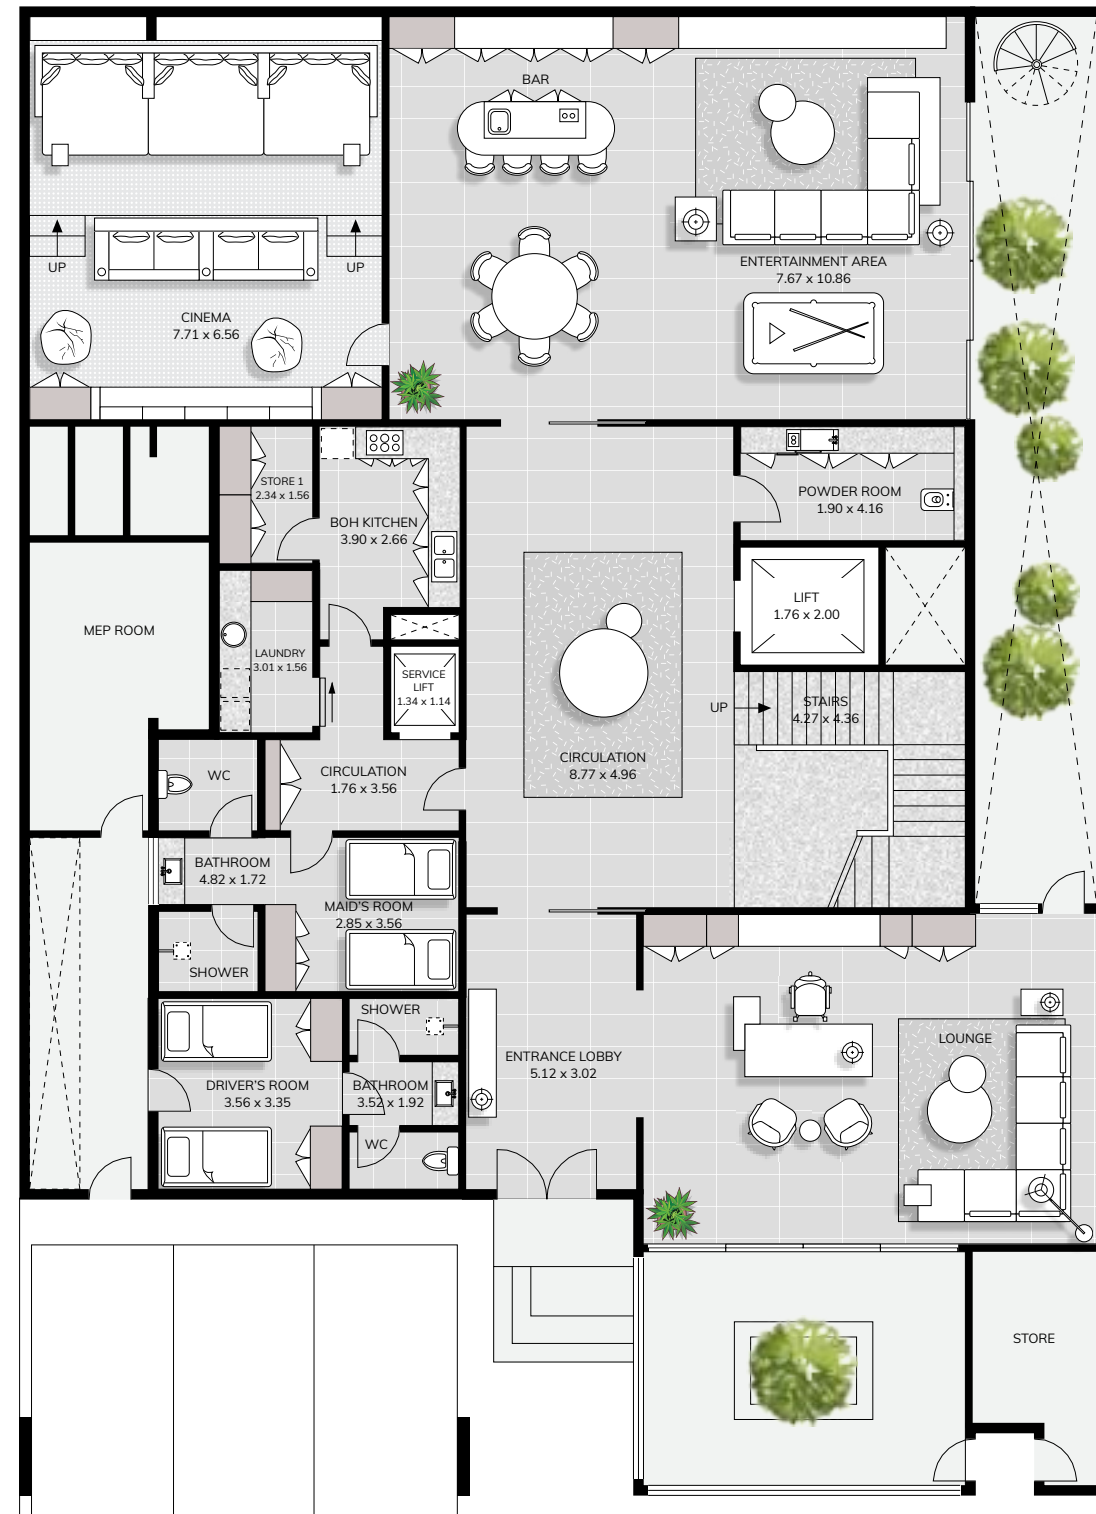 BAR
ENTERTAINMENT AREA
7.67 x 10.86
UP
UP
CINEMA
7.71 x 6.56
STORE 1
2.34 x 1.56
BOH KITCHEN
3.90 x 2.66
POWDER ROOM
1.90 x 4.16
LIFT
1.76 x 2.00
MEP ROOM
LAUNDRY
3.01 x 1.56
SERVICE
LIFT
1.34 x 1.14
UP
STAIRS
4.27 x 4.36
CIRCULATION
8.77 x 4.96
WC
CIRCULATION
1.76 x 3.56
BATHROOM
4.82 x 1.72
MAID'S ROOM
2.85 x 3.56
SHOWER
SHOWER
LOUNGE
ENTRANCE LOBBY
5.12 x 3.02
DRIVER'S ROOM
3.56 x 3.35
BATHROOM
3.52 x 1.92
WC
STORE